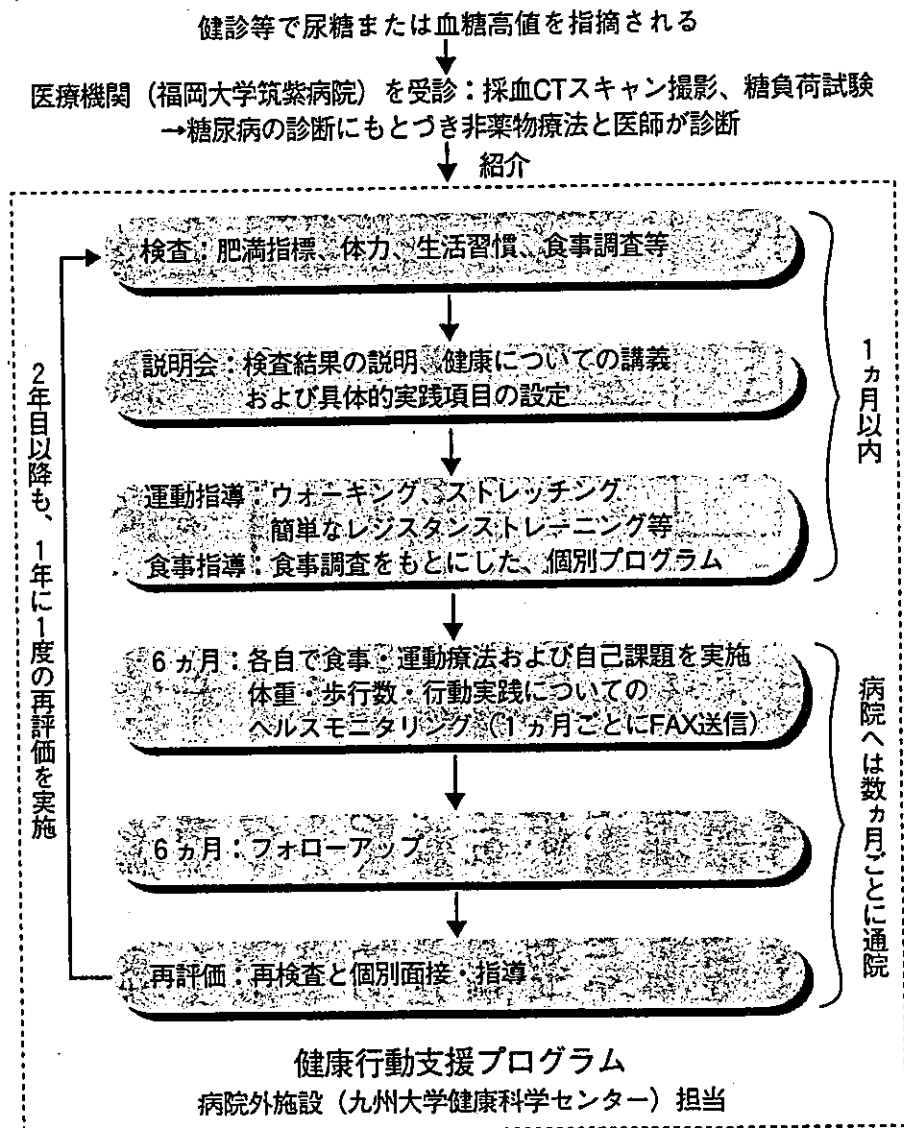 健診等で尿糖または血糖高値を指摘される
医療機関（福岡大学筑紫病院）を受診：採血CTスキャン撮影、糖負荷試験
→糖尿病の診断にもとづき非薬物療法と医師が診断
紹介
検査：肥満指標、体力、生活習慣、食事調査等
説明会：検査結果の説明、健康についての講義
および具体的実践項目の設定
運動指導：ウォーキング、ストレッチング
簡単なレジスタンストレーニング等
食事指導：食事調査をもとにした、個別プログラム
1ヵ月以内
6ヵ月：各自で食事・運動療法および自己課題を実施
体重・歩行数・行動実践についての
ヘルスモニタリング（1ヵ月ごとにFAX送信）
6ヵ月：フォローアップ
再評価：再検査と個別面接・指導
病院へは数ヵ月ごとに通院
2年目以降も、1年に1度の再評価を実施
健康行動支援プログラム
病院外施設（九州大学健康科学センター）担当